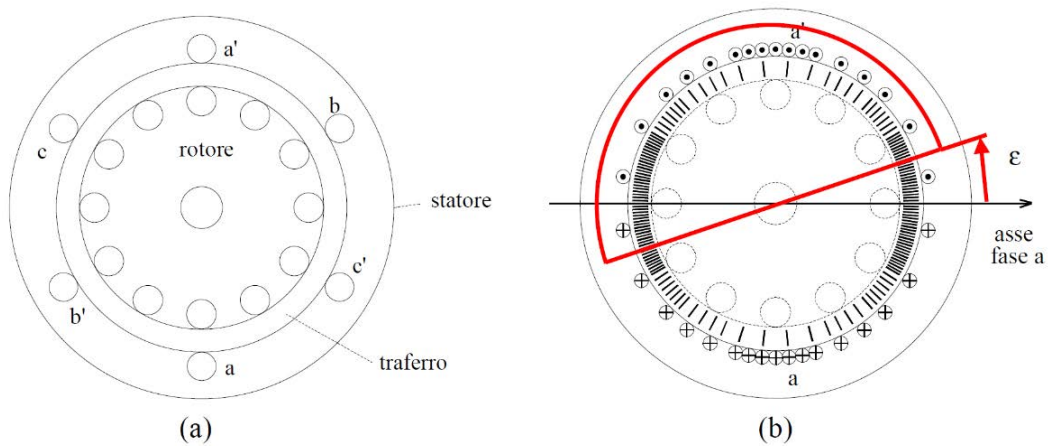 a'
b
c
rotore
statore
c'
b'
traferro
a
(a)
a'
ε
asse
fase a
a
(b)